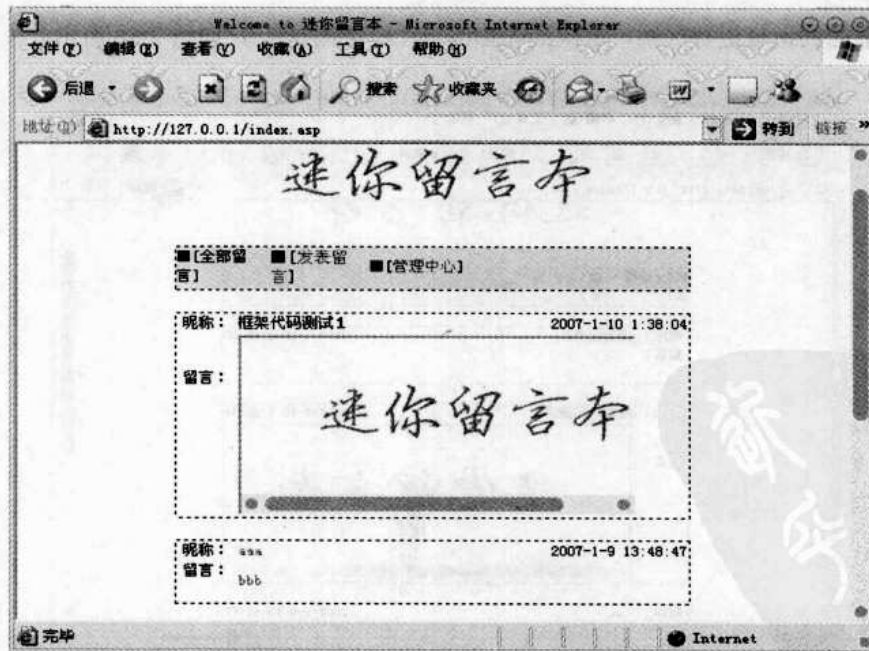 Welcome to 迷你留言本 - Microsoft Internet Explorer
文件(F) 编辑(E) 查看(V) 收藏(A) 工具(T) 帮助(H)
后退 搜索 收藏夹
地址(D) http://127.0.0.1/index.asp 转到 链接 »
迷你留言本
■[全部留言] ■[发表留言] ■[管理中心]
昵称： 框架代码测试1 2007-1-10 1:38:04
留言：
迷你留言本
昵称： aaa 2007-1-9 13:48:47
留言：
bbb
完毕 Internet